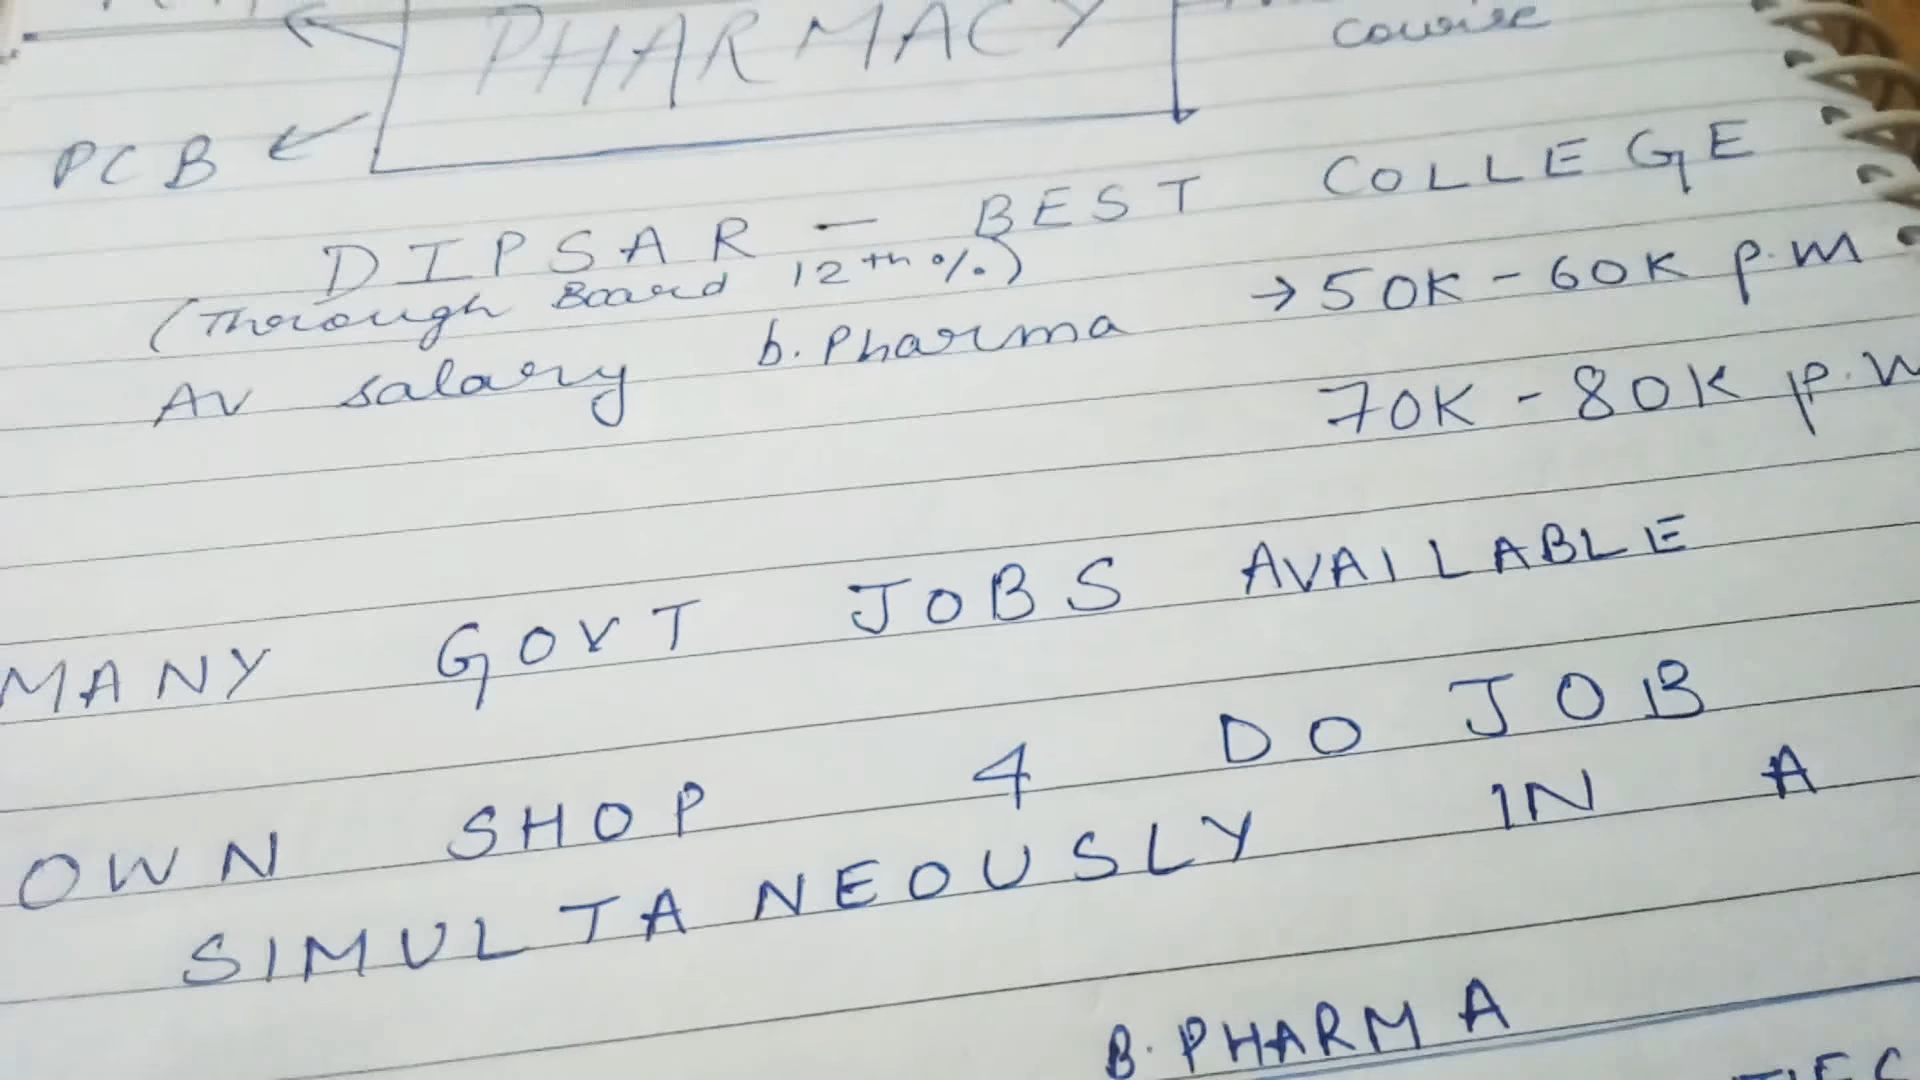 PHARMACY
course
PCB
DIPSAR - BEST COLLEGE
(Through Board 12th %)
Av salary b.Pharma → 50K - 60K p.m
70K - 80K p.m
MANY GOVT JOBS AVAILABLE
OWN SHOP & DO JOB
SIMULTANEOUSLY IN A
B.PHARMA